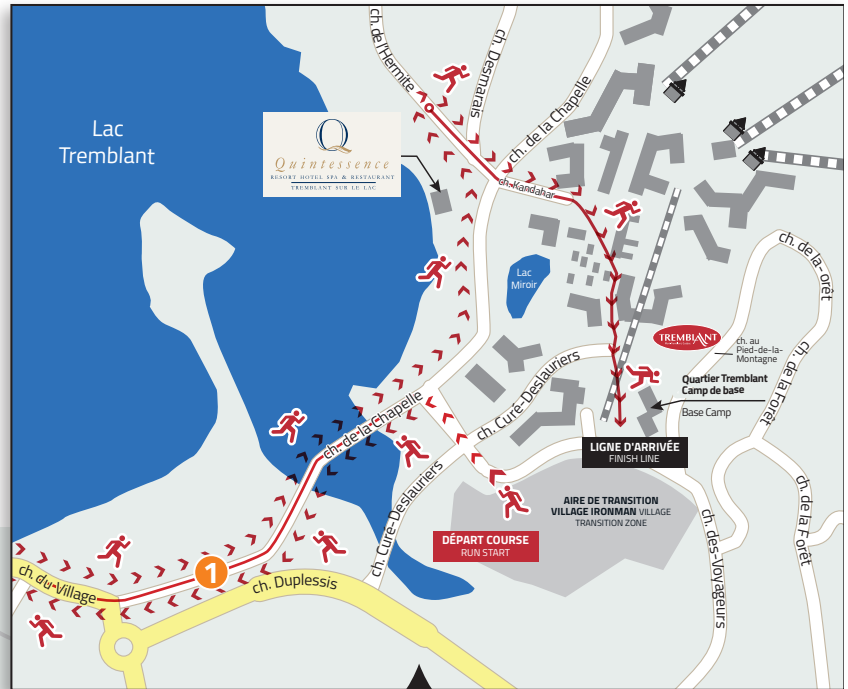 Lac
Tremblant
ch. de l'Hermite
ch. Desmarais
ch. de la Chapelle
Q
Quintessence
RESORT HOTEL SPA & RESTAURANT
TREMBLANT SUR LE LAC
ch. Kandahar
Lac
Miroir
ch. de la- orêt
TREMBLANT
ch. au
Pied-de-la-
Montagne
Quartier Tremblant
Camp de base
Base Camp
ch. de la Forêt
ch. Curé-Deslauriers
ch. de la Chapelle
LIGNE D'ARRIVÉE
FINISH LINE
AIRE DE TRANSITION
VILLAGE IRONMAN VILLAGE
TRANSITION ZONE
DÉPART COURSE
RUN START
ch. Curé-Deslauriers
ch. des-Voyageurs
ch. de la Forêt
ch. du Village
1
ch. Duplessis